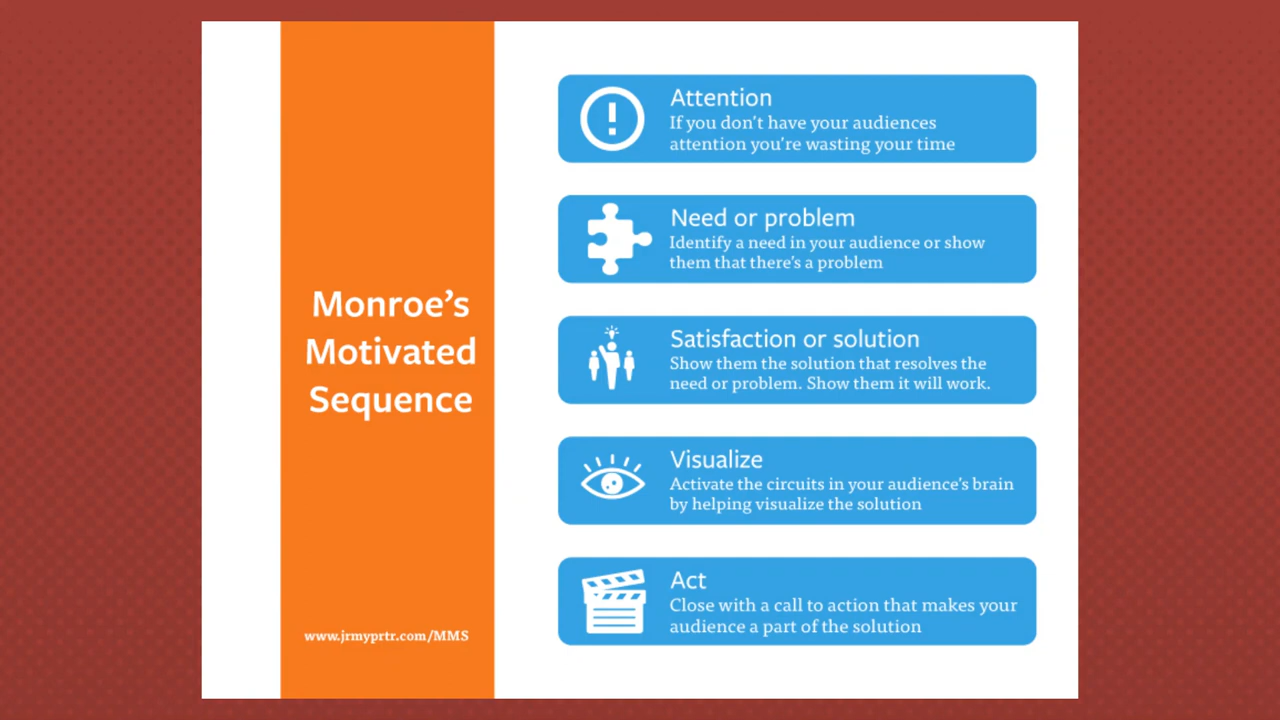 Monroe's
Motivated
Sequence
www.jrmyprtr.com/MMS
Attention
If you don't have your audiences
attention you're wasting your time
Need or problem
Identify a need in your audience or show
them that there's a problem
Satisfaction or solution
Show them the solution that resolves the
need or problem. Show them it will work.
Visualize
Activate the circuits in your audience's brain
by helping visualize the solution
Act
Close with a call to action that makes your
audience a part of the solution